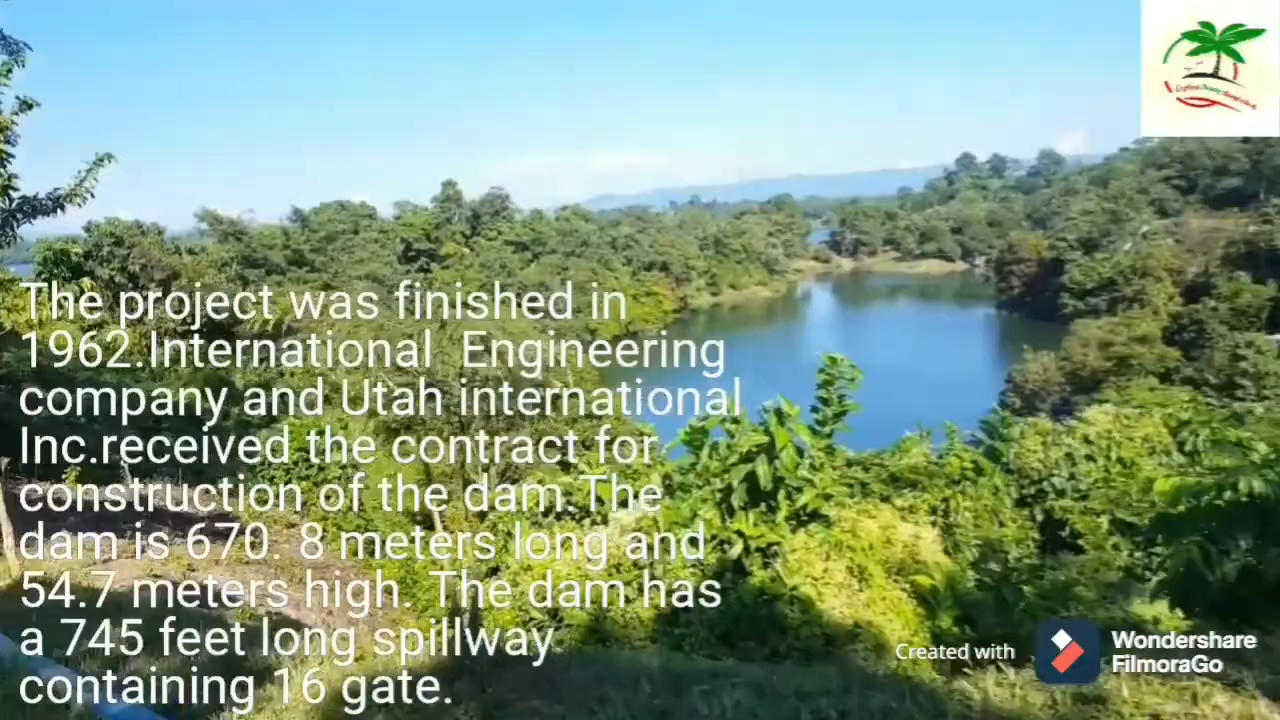 The project was finished in
1962.International Engineering
company and Utah international
Inc.received the contract for
construction of the dam.The
dam is 670. 8 meters long and
54.7 meters high. The dam has
a 745 feet long spillway
containing 16 gate.
Created with
Wondershare
FilmoraGo